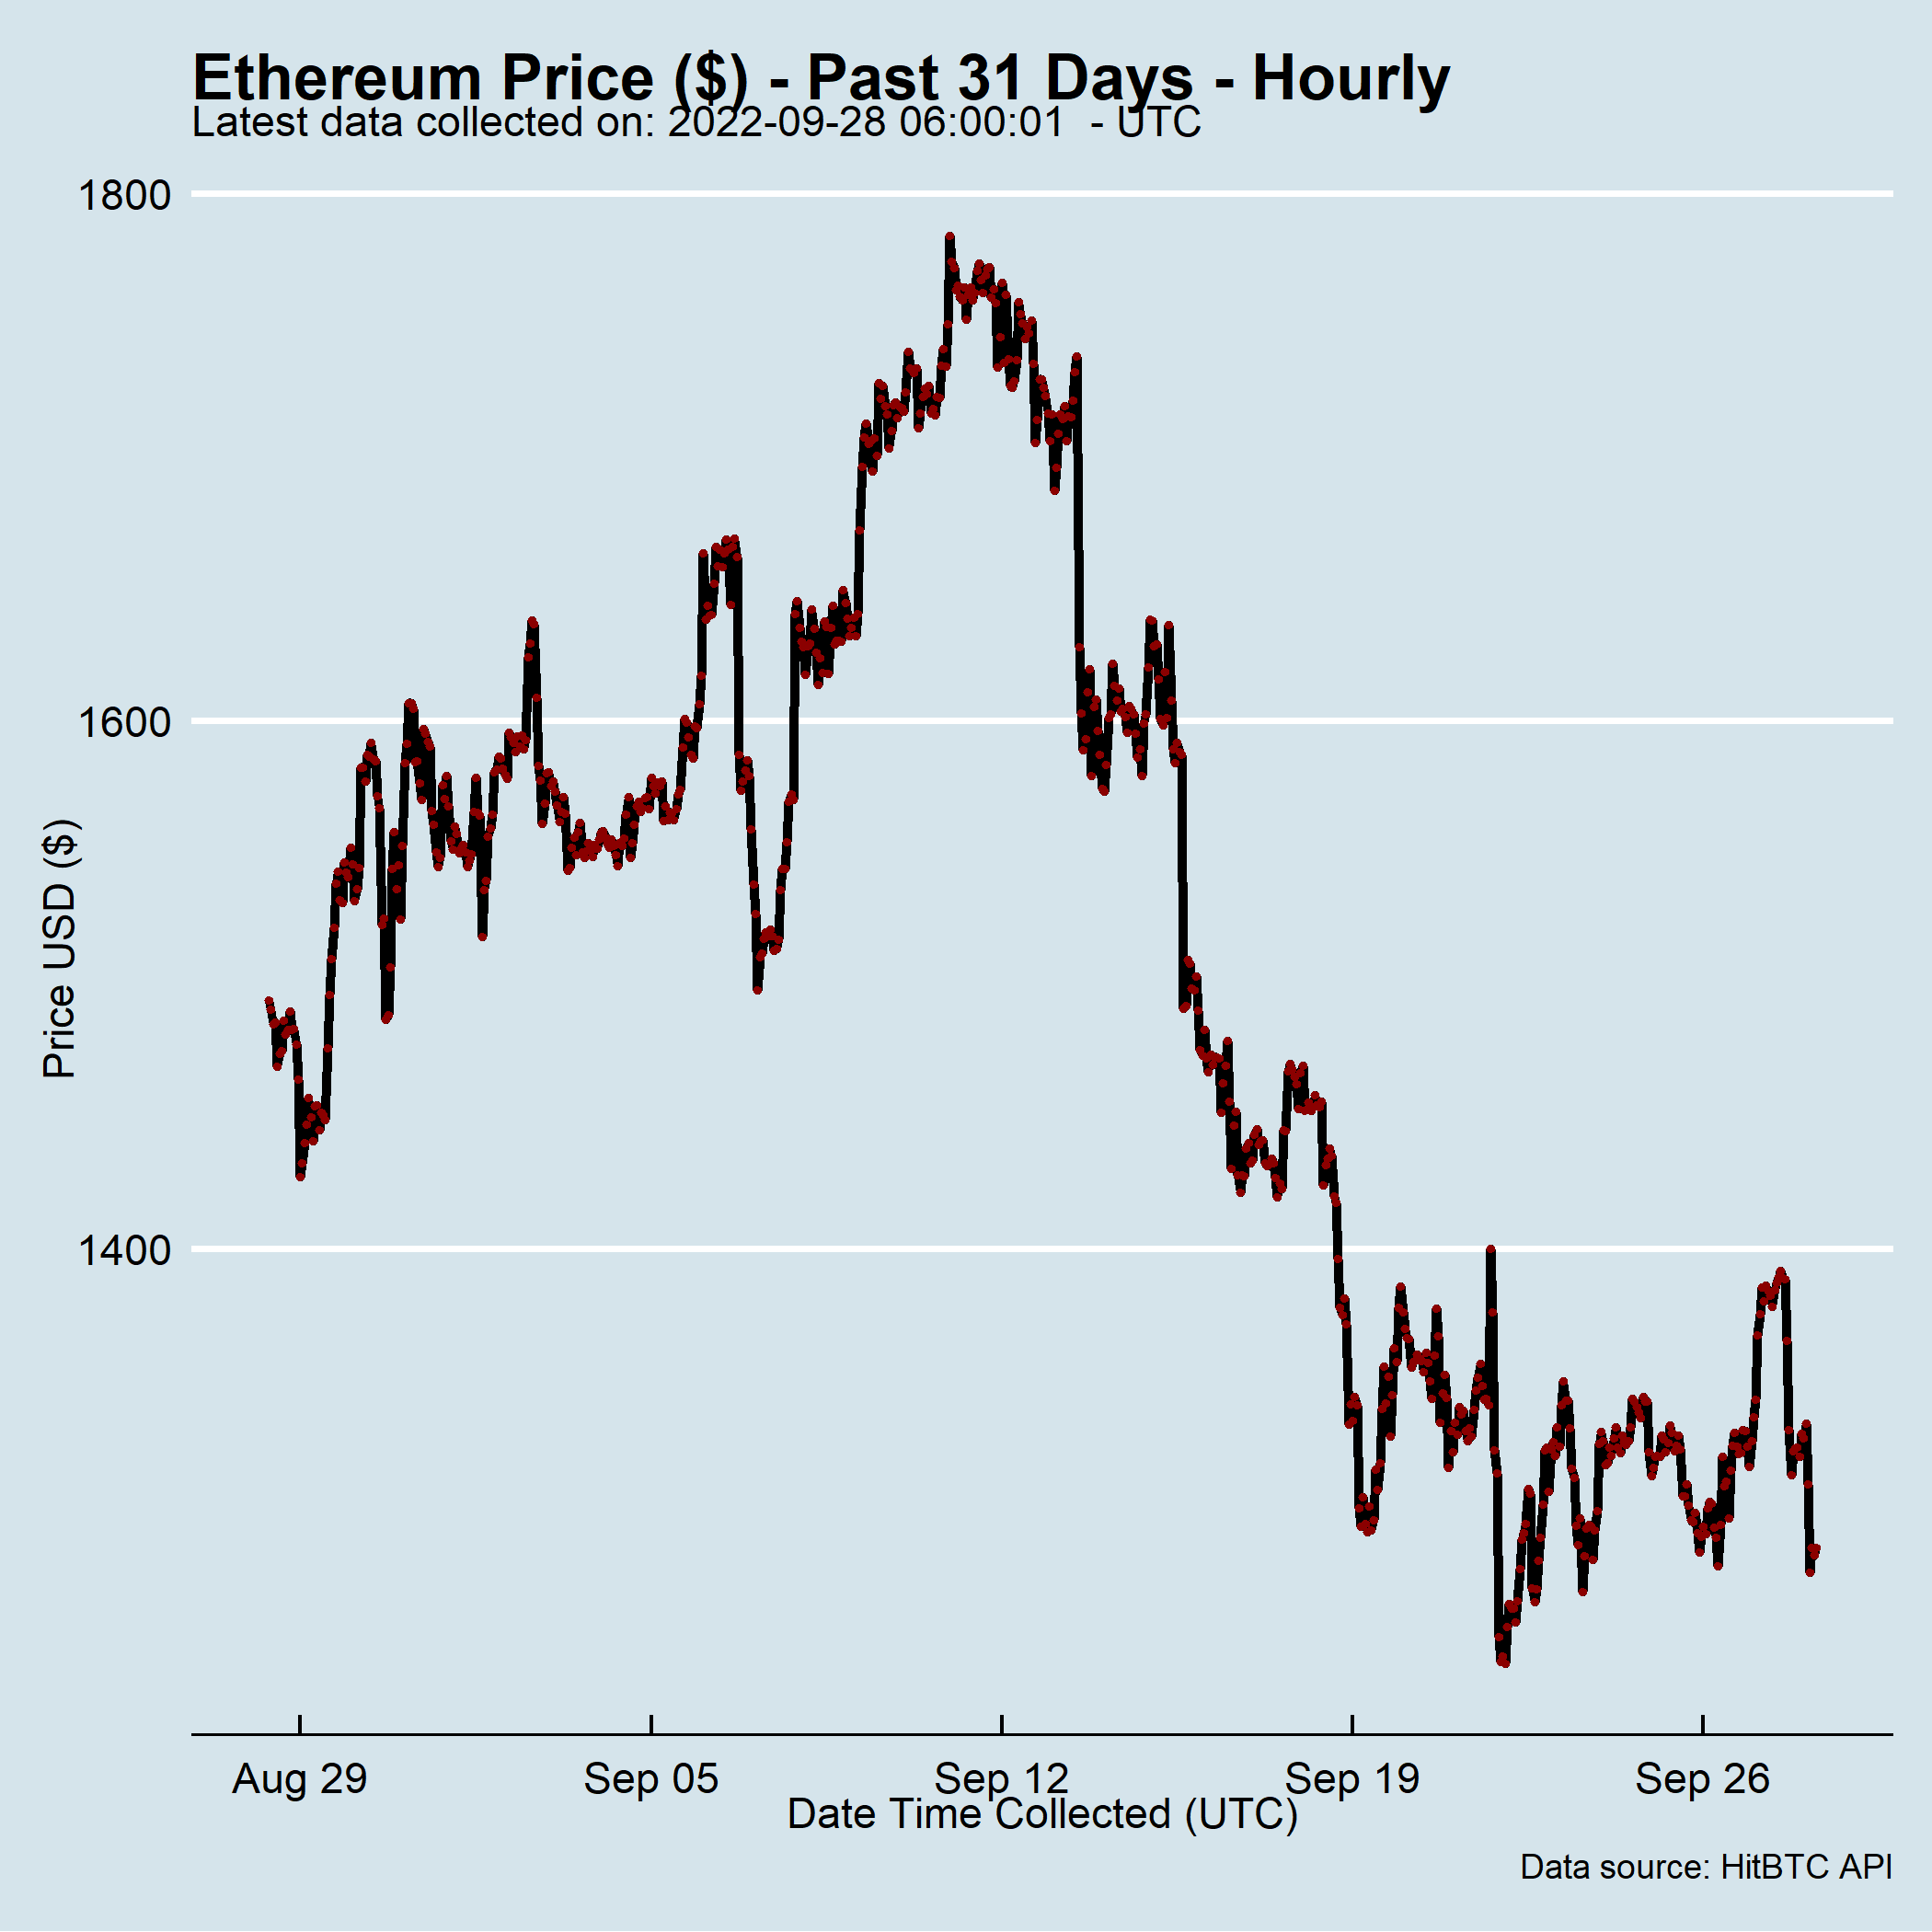 Ethereum Price ($) - Past 31 Days - Hourly
Latest data collected on: 2022-09-28 06:00:01  - UTC
1800
1600
1400
Price USD ($)
Aug 29
Sep 05
Sep 12
Sep 19
Sep 26
Date Time Collected (UTC)
Data source: HitBTC API